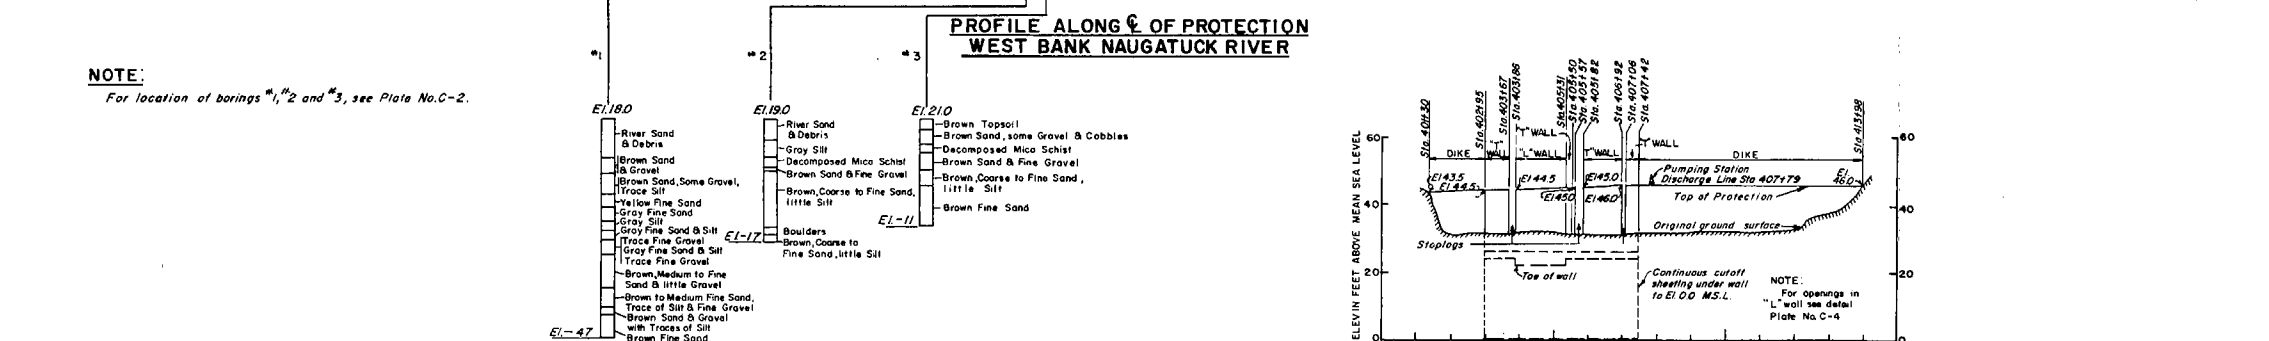 PROFILE ALONG ℄ OF PROTECTION
WEST BANK NAUGATUCK RIVER
NOTE:
For location of borings #1, #2 and #3, see Plate No. C-2.
#1
El. 18.0
River Sand
& Debris
Brown Sand
& Gravel
Brown Sand, Some Gravel,
Trace Silt
Yellow Fine Sand
Gray Fine Sand
Gray Silt
Gray Fine Sand & Silt
Trace Fine Gravel
Gray Fine Sand & Silt
Trace Fine Gravel
Brown, Medium to Fine
Sand & little Gravel
Brown to Medium Fine Sand,
Trace of Silt & Fine Gravel
Brown Sand & Gravel
with Traces of Silt
Brown Fine Sand
El. -47
#2
El. 19.0
River Sand
& Debris
Gray Silt
Decomposed Mica Schist
Brown Sand & Fine Gravel
Brown, Coarse to Fine Sand,
little Silt
Boulders
Brown, Coarse to
Fine Sand, little Silt
El. -17
#3
El. 21.0
Brown Topsoil
Brown Sand, some Gravel & Cobbles
Decomposed Mica Schist
Brown Sand & Fine Gravel
Brown, Coarse to Fine Sand,
little Silt
Brown Fine Sand
El. -11
ELEV. IN FEET ABOVE MEAN SEA LEVEL
60
40
20
0
Sta. 401+30
Sta. 402+95
Sta. 403+67
Sta. 403+86
Sta. 405+31
Sta. 405+50
Sta. 405+57
Sta. 405+82
Sta. 406+92
Sta. 407+06
Sta. 407+42
Sta. 413+98
DIKE
"T"
WALL
"T" WALL
"L" WALL
"T" WALL
"I" WALL
DIKE
El. 43.5
El. 44.5
El. 44.5
El. 45.0
El. 45.0
El. 46.0
El.
46.0
Pumping Station
Discharge Line Sta 407+79
Top of Protection
Original ground surface
Stoplogs
Toe of wall
Continuous cutoff
sheeting under wall
to El. 0.0 M.S.L.
NOTE:
For openings in
"L" wall see detail
Plate No. C-4
60
40
20
0